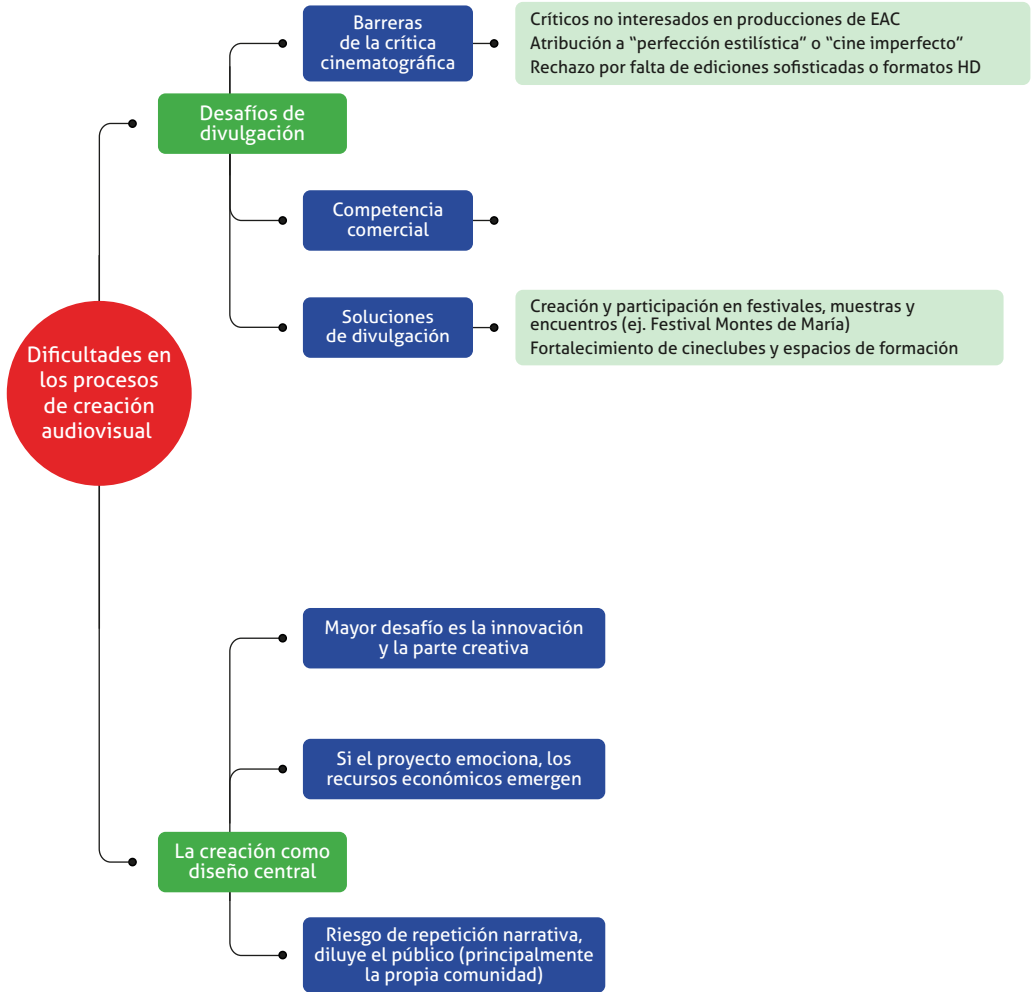 Dificultades en
los procesos
de creación
audiovisual
Desafíos de
divulgación
Barreras
de la crítica
cinematográfica
Críticos no interesados en producciones de EAC
Atribución a “perfección estilística” o “cine imperfecto”
Rechazo por falta de ediciones sofisticadas o formatos HD
Competencia
comercial
Soluciones
de divulgación
Creación y participación en festivales, muestras y
encuentros (ej. Festival Montes de María)
Fortalecimiento de cineclubes y espacios de formación
La creación como
diseño central
Mayor desafío es la innovación
y la parte creativa
Si el proyecto emociona, los
recursos económicos emergen
Riesgo de repetición narrativa,
diluye el público (principalmente
la propia comunidad)